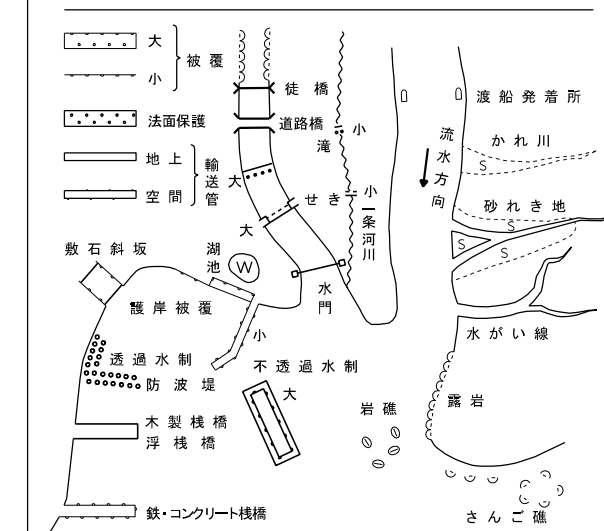 大
被覆
小
法面保護
地上
輸送管
空間
徒橋
道路橋
小
滝
大
せき
小
大
一条河川
流水方向
渡船発着所
かれ川
S
砂れき地
S
S
S
敷石斜坂
湖池
W
水門
護岸被覆
小
水がい線
透過水制
不透過水制
防波堤
大
岩礁
露岩
木製桟橋
浮桟橋
鉄・コンクリート桟橋
さんご礁